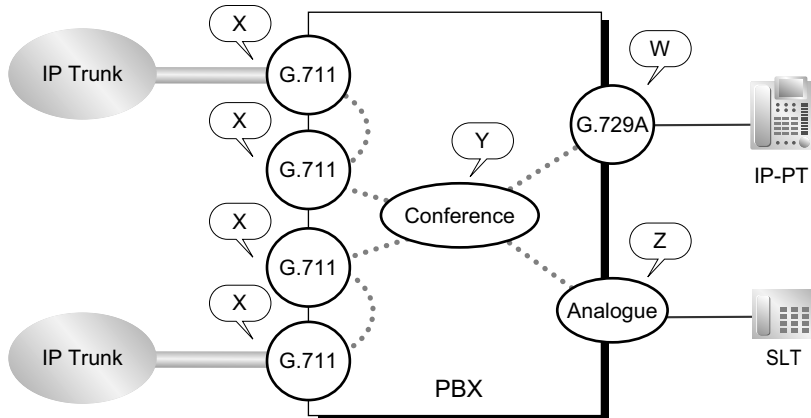 X
IP Trunk
G.711
W
G.729A
IP-PT
X
G.711
Y
Conference
X
G.711
Z
Analogue
SLT
X
IP Trunk
G.711
PBX